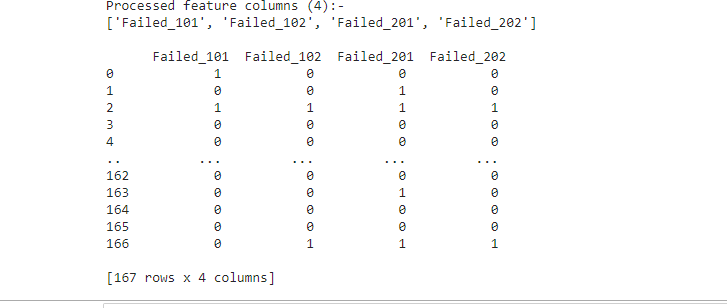 Processed feature columns (4):-
['Failed_101', 'Failed_102', 'Failed_201', 'Failed_202']
Failed_101 Failed_102 Failed_201 Failed_202
0 1 0 0 0
1 0 0 1 0
2 1 1 1 1
3 0 0 0 0
4 0 0 0 0
.. ... ... ... ...
162 0 0 0 0
163 0 0 1 0
164 0 0 0 0
165 0 0 0 0
166 0 1 1 1
[167 rows x 4 columns]